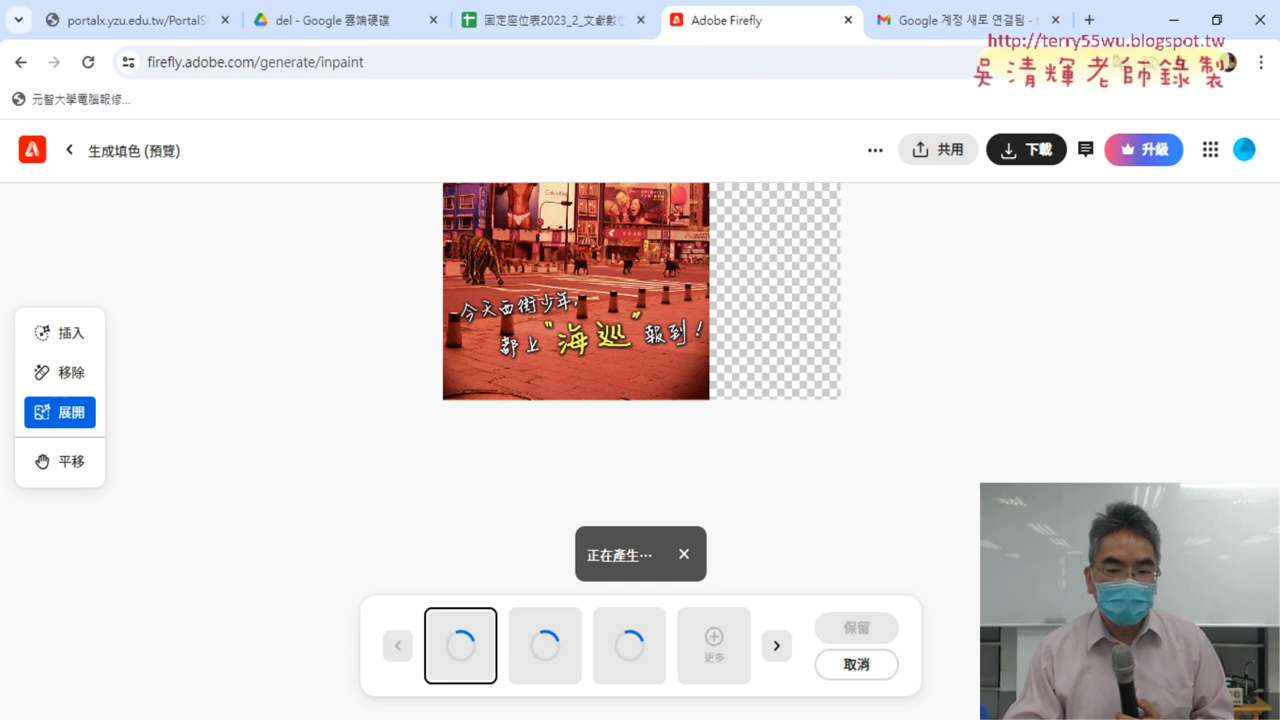 portalx.yzu.edu.tw/PortalS
del - Google 雲端硬碟
固定座位表2023_2_文獻數位
Adobe Firefly
Google 계정 새로 연결됨 -
http://terry55wu.blogspot.tw
firefly.adobe.com/generate/inpaint
吳清輝老師錄製
元智大學電腦報修...
生成填色 (預覽)
共用
下載
升級
今天西街少年,
都上"海巡"報到!
插入
移除
展開
平移
正在產生...
更多
保留
取消